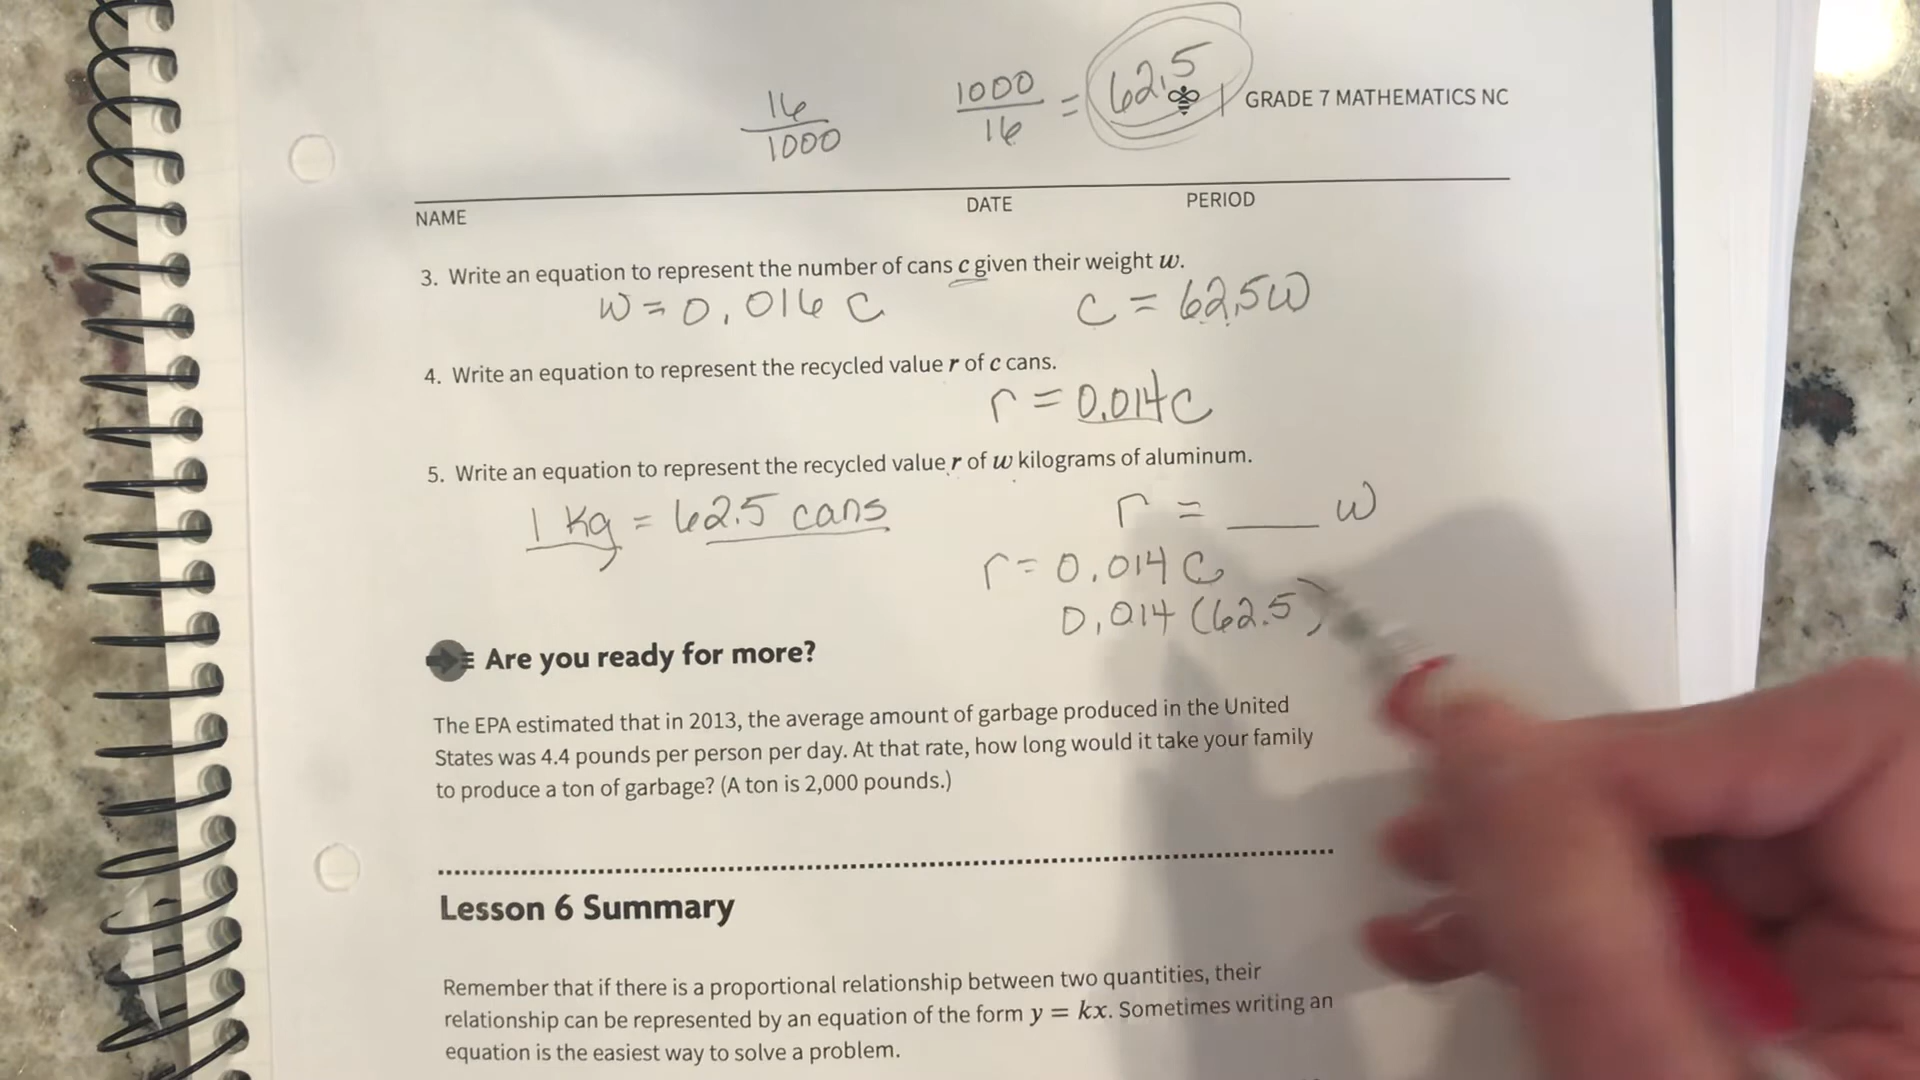 16
1000
1000
16
= 62.5
GRADE 7 MATHEMATICS NC
NAME
DATE
PERIOD
3. Write an equation to represent the number of cans c given their weight w.
w = 0.016 c
c = 62.5w
4. Write an equation to represent the recycled value r of c cans.
r = 0.014c
5. Write an equation to represent the recycled value r of w kilograms of aluminum.
1 Kg = 62.5 cans
r = ____ w
r = 0.014 c
0.014 (62.5)
Are you ready for more?
The EPA estimated that in 2013, the average amount of garbage produced in the United
States was 4.4 pounds per person per day. At that rate, how long would it take your family
to produce a ton of garbage? (A ton is 2,000 pounds.)
Lesson 6 Summary
Remember that if there is a proportional relationship between two quantities, their
relationship can be represented by an equation of the form y = kx. Sometimes writing an
equation is the easiest way to solve a problem.